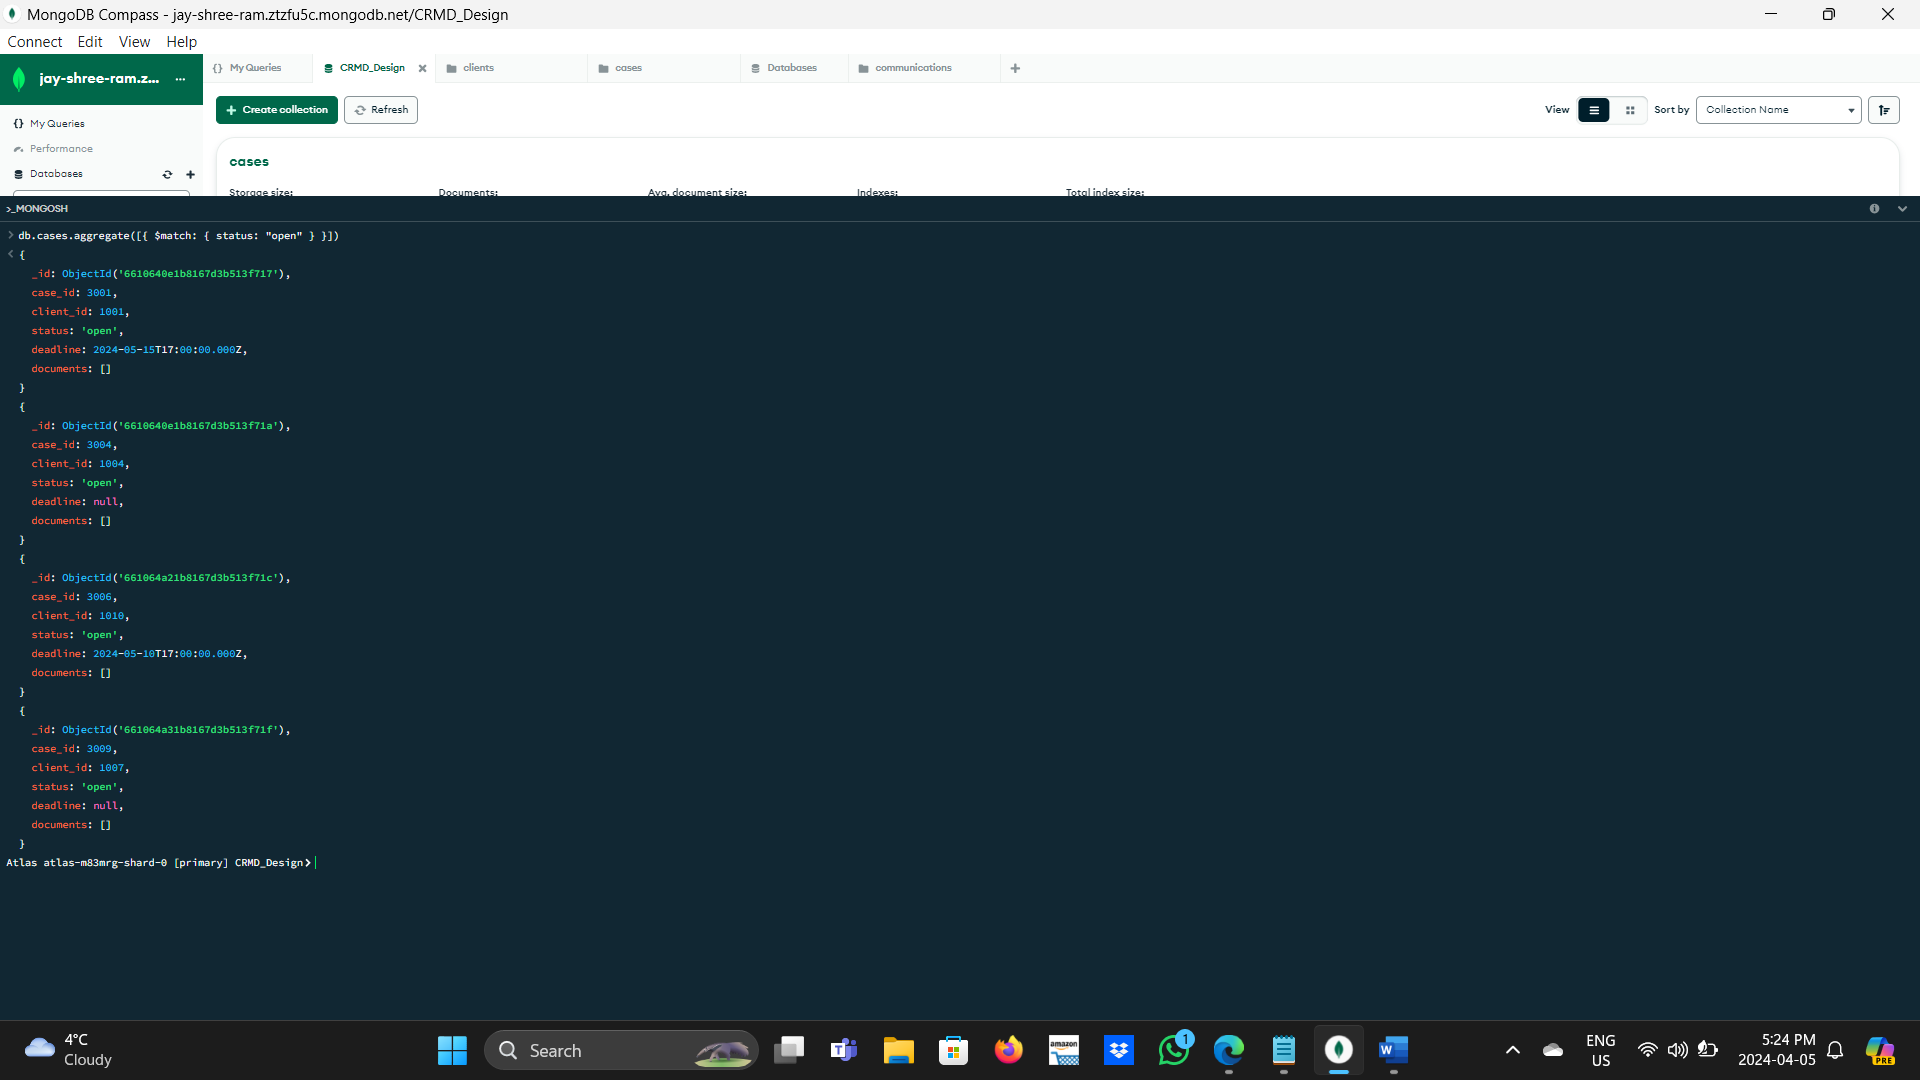 MongoDB Compass - jay-shree-ram.ztzfu5c.mongodb.net/CRMD_Design
Connect Edit View Help
jay-shree-ram.z... ...
{} My Queries
CRMD_Design
clients
cases
Databases
communications
+
My Queries
Performance
Databases
+ Create collection
Refresh
View
Sort by
Collection Name
cases
Storage size:
Documents:
Avg. document size:
Indexes:
Total index size:
>_MONGOSH
> db.cases.aggregate([{ $match: { status: "open" } }])
< {
_id: ObjectId('6610640e1b8167d3b513f717'),
case_id: 3001,
client_id: 1001,
status: 'open',
deadline: 2024-05-15T17:00:00.000Z,
documents: []
}
{
_id: ObjectId('6610640e1b8167d3b513f71a'),
case_id: 3004,
client_id: 1004,
status: 'open',
deadline: null,
documents: []
}
{
_id: ObjectId('661064a21b8167d3b513f71c'),
case_id: 3006,
client_id: 1010,
status: 'open',
deadline: 2024-05-10T17:00:00.000Z,
documents: []
}
{
_id: ObjectId('661064a31b8167d3b513f71f'),
case_id: 3009,
client_id: 1007,
status: 'open',
deadline: null,
documents: []
}
Atlas atlas-m83mrg-shard-0 [primary] CRMD_Design>
4°C
Cloudy
Search
amazon
1
ENG
US
5:24 PM
2024-04-05
PRE